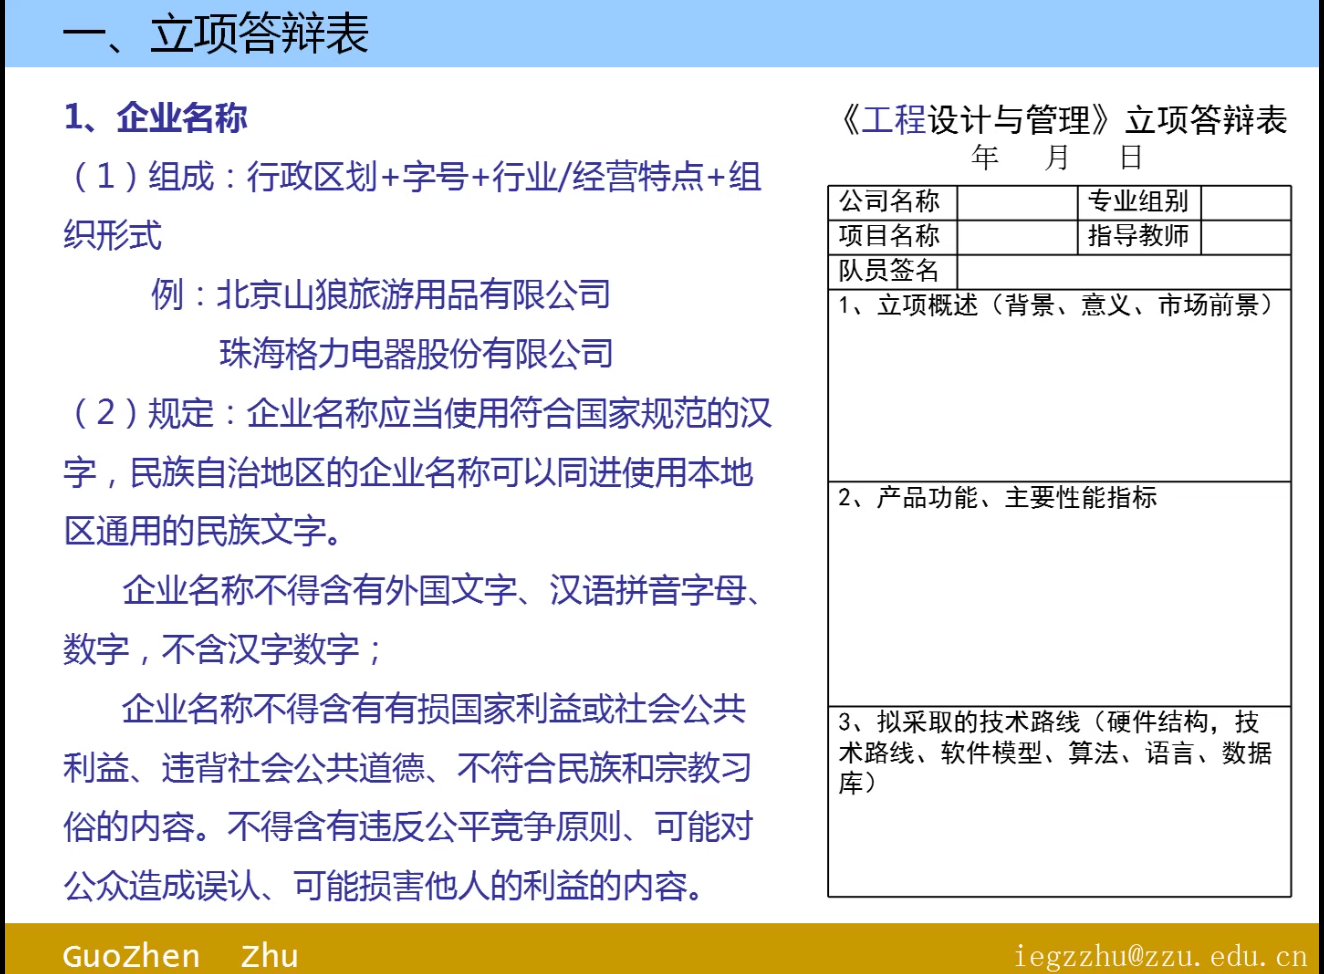 一、立项答辩表
1、企业名称
（1）组成：行政区划+字号+行业/经营特点+组
织形式
例：北京山狼旅游用品有限公司
珠海格力电器股份有限公司
（2）规定：企业名称应当使用符合国家规范的汉
字，民族自治地区的企业名称可以同进使用本地
区通用的民族文字。
企业名称不得含有外国文字、汉语拼音字母、
数字，不含汉字数字；
企业名称不得含有有损国家利益或社会公共
利益、违背社会公共道德、不符合民族和宗教习
俗的内容。不得含有违反公平竞争原则、可能对
公众造成误认、可能损害他人的利益的内容。
《工程设计与管理》立项答辩表
年 月 日
公司名称 专业组别
项目名称 指导教师
队员签名
1、立项概述（背景、意义、市场前景）
2、产品功能、主要性能指标
3、拟采取的技术路线（硬件结构，技
术路线、软件模型、算法、语言、数据
库）
GuoZhen Zhu
iegzzhu@zzu.edu.cn